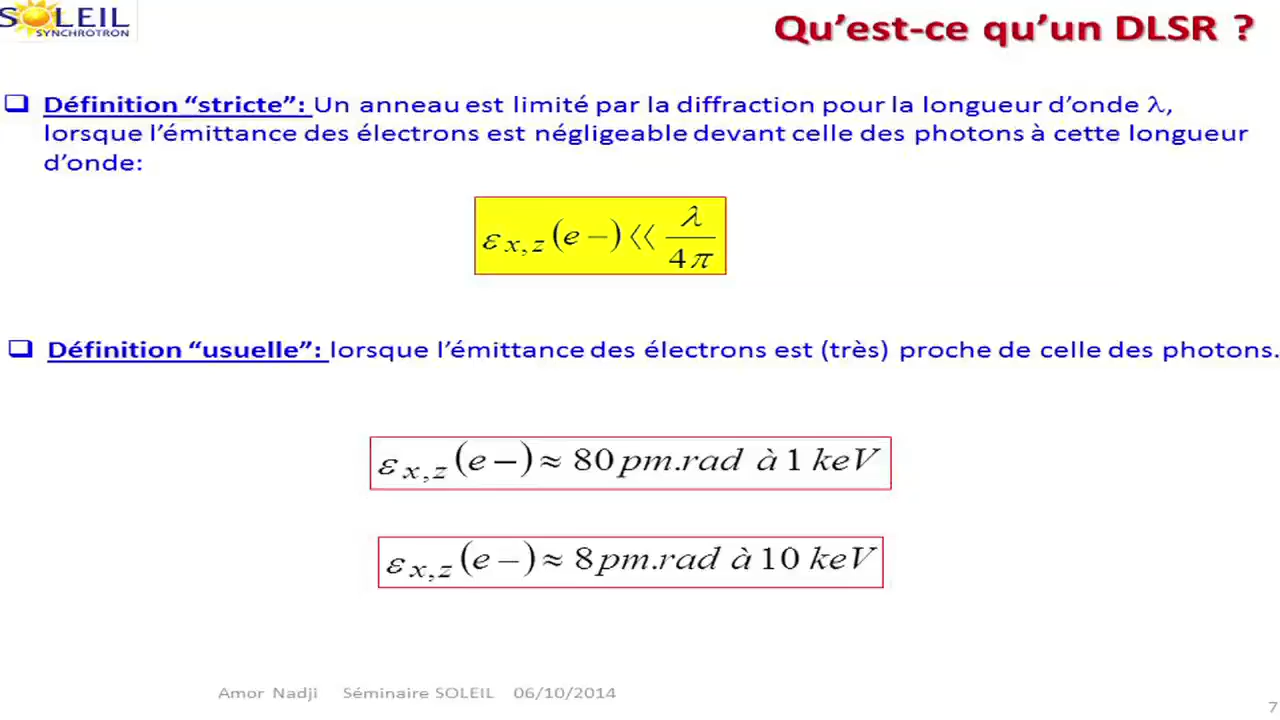 SOLEIL
SYNCHROTRON
Qu’est-ce qu’un DLSR ?
❑ Définition “stricte”: Un anneau est limité par la diffraction pour la longueur d’onde λ,
lorsque l’émittance des électrons est négligeable devant celle des photons à cette longueur
d’onde:
ε x,z (e −) << λ / 4π
❑ Définition “usuelle”: lorsque l’émittance des électrons est (très) proche de celle des photons.
ε x,z (e −) ≈ 80 pm.rad à 1 keV
ε x,z (e −) ≈ 8 pm.rad à 10 keV
Amor Nadji Séminaire SOLEIL 06/10/2014
7